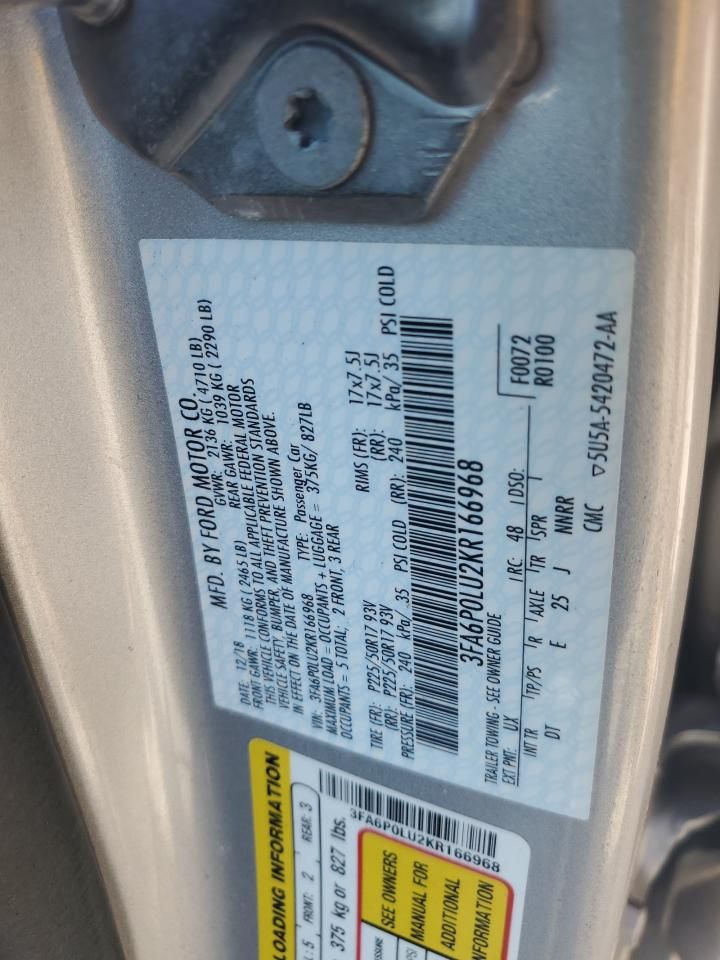 MFD. BY FORD MOTOR CO.
DATE: 12/18 GVWR: 2136 KG ( 4710 LB)
FRONT GAWR: 1118 KG ( 2465 LB) REAR GAWR: 1039 KG ( 2290 LB)
THIS VEHICLE CONFORMS TO ALL APPLICABLE FEDERAL MOTOR
VEHICLE SAFETY, BUMPER, AND THEFT PREVENTION STANDARDS
IN EFFECT ON THE DATE OF MANUFACTURE SHOWN ABOVE.
VIN: 3FA6P0LU2KR166968 TYPE: Passenger Car
MAXIMUM LOAD = OCCUPANTS + LUGGAGE = 375KG/ 827LB
OCCUPANTS = 5 TOTAL: 2 FRONT, 3 REAR
TIRE (FR): P225/50R17 93V RIMS (FR): 17x7.5J
(RR): P225/50R17 93V (RR): 17x7.5J
PRESSURE (FR): 240 kPa/ 35 PSI COLD (RR): 240 kPa/ 35 PSI COLD
3FA6P0LU2KR166968
TRAILER TOWING - SEE OWNER GUIDE
F0072
R0100
EXT PNT: UX RC: 48 DSO:
INT TR TP/PS R AXLE TR SPR
DT E 25 J NNRR
CMC ▽5U5A-5420472-AA
LOADING INFORMATION
: 5 FRONT: 2 REAR: 3
375 kg or 827 lbs.
3FA6P0LU2KR166968
SEE OWNERS
MANUAL FOR
ADDITIONAL